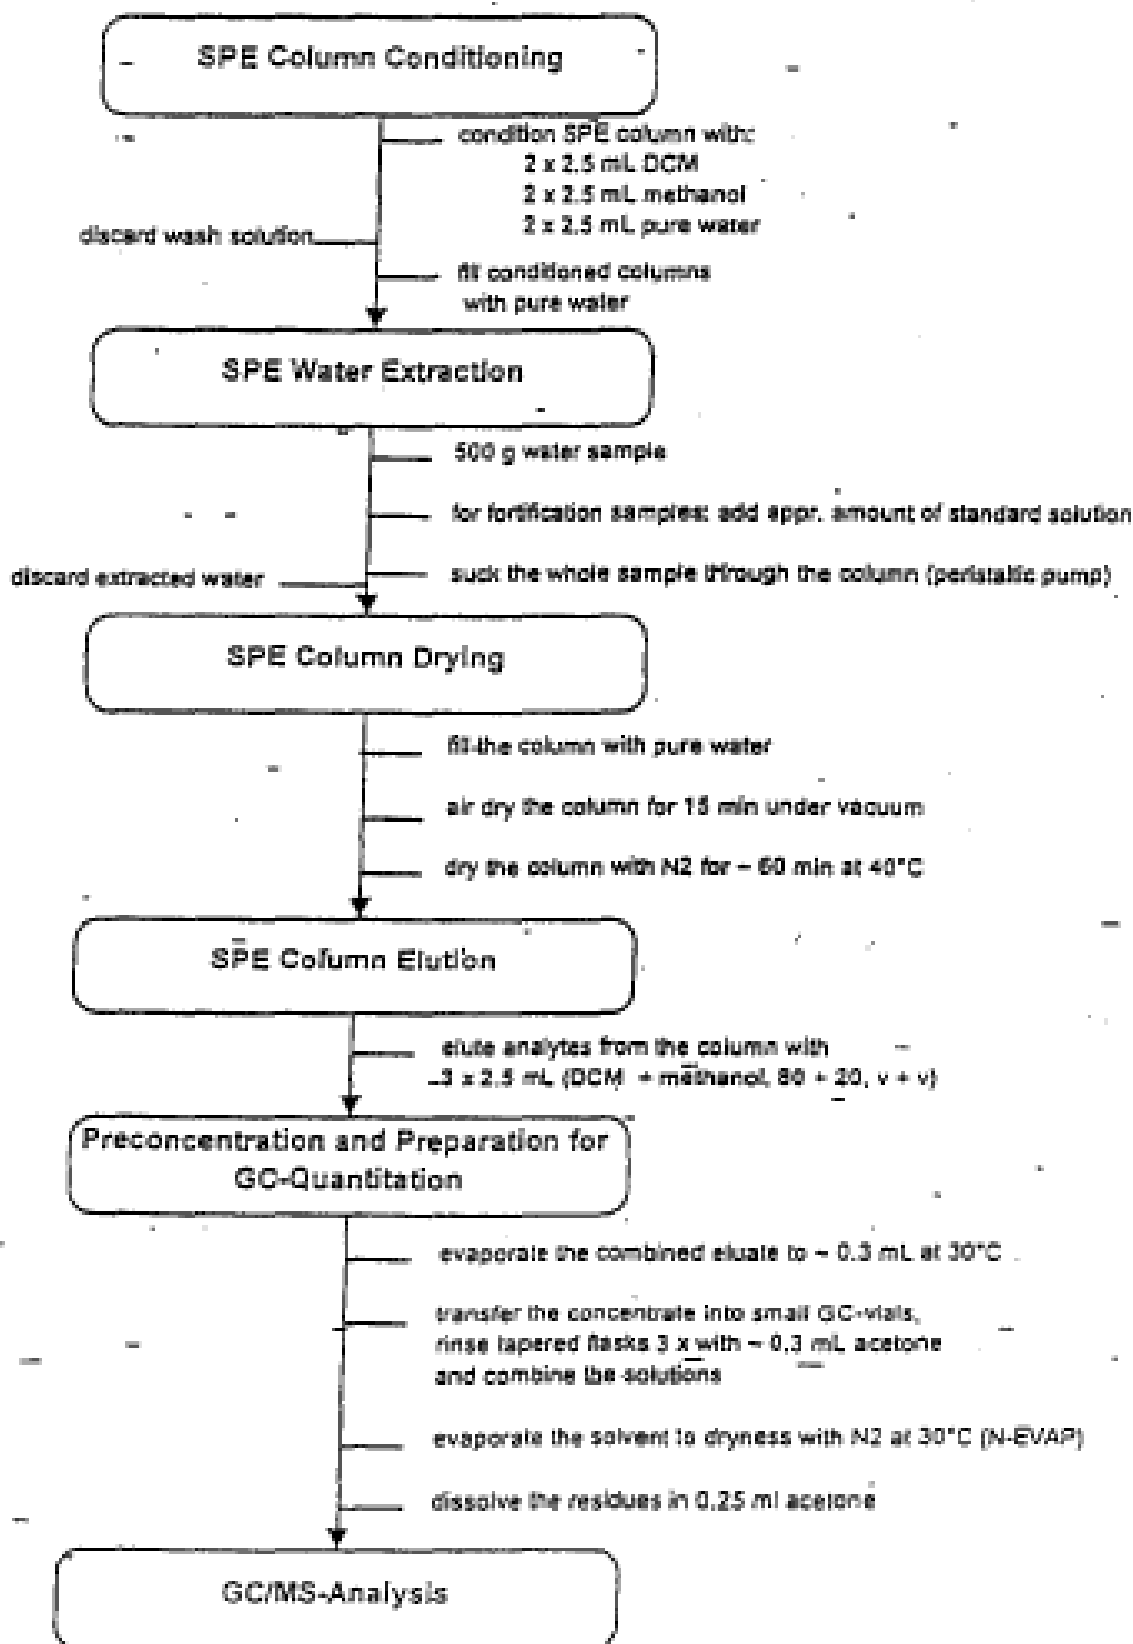 SPE Column Conditioning
condition SPE column with:
2 x 2.5 mL DCM
2 x 2.5 mL methanol
2 x 2.5 mL pure water
discard wash solution
fill conditioned columns
with pure water
SPE Water Extraction
500 g water sample
for fortification samples: add appr. amount of standard solution
suck the whole sample through the column (peristaltic pump)
discard extracted water
SPE Column Drying
fill the column with pure water
air dry the column for 15 min under vacuum
dry the column with N2 for ~ 60 min at 40°C
SPE Column Elution
elute analytes from the column with
3 x 2.5 mL (DCM + methanol, 80 + 20, v + v)
Preconcentration and Preparation for
GC-Quantitation
evaporate the combined eluate to ~ 0.3 mL at 30°C
transfer the concentrate into small GC-vials,
rinse tapered flasks 3 x with ~ 0.3 mL acetone
and combine the solutions
evaporate the solvent to dryness with N2 at 30°C (N-EVAP)
dissolve the residues in 0.25 ml acetone
GC/MS-Analysis